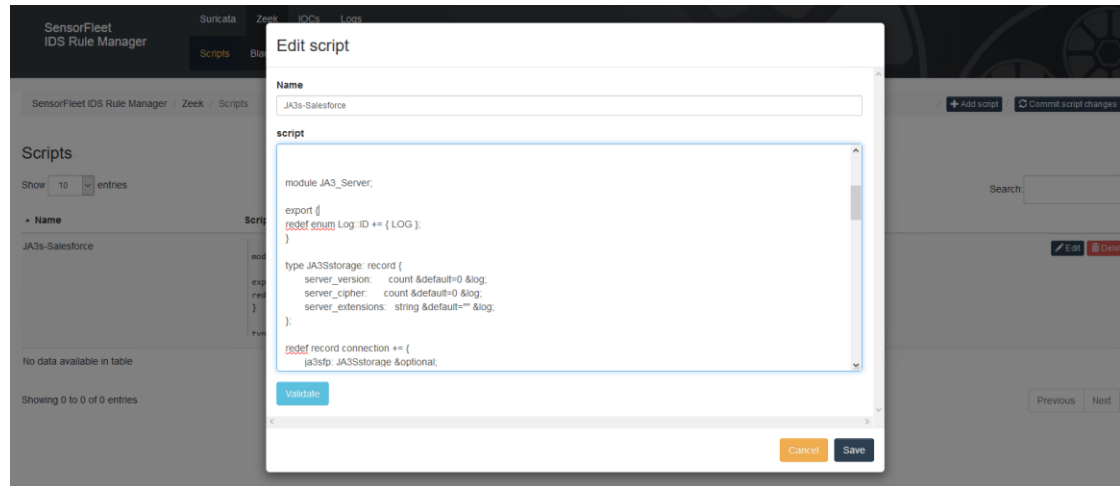 SensorFleet
IDS Rule Manager
Suricata Zeek IOCs Logs
Scripts
SensorFleet IDS Rule Manager / Zeek / Scripts
Add script
Commit script changes
Scripts
Show 10 entries
Search:
Name
JA3s-Salesforce
Edit
No data available in table
Showing 0 to 0 of 0 entries
Previous Next
Edit script
Name
JA3s-Salesforce
script
module JA3_Server;
export {
redef enum Log::ID += { LOG };
}
type JA3Sstorage: record {
server_version: count &default=0 &log;
server_cipher: count &default=0 &log;
server_extensions: string &default="" &log;
};
redef record connection += {
ja3sfp: JA3Sstorage &optional;
Validate
Cancel Save